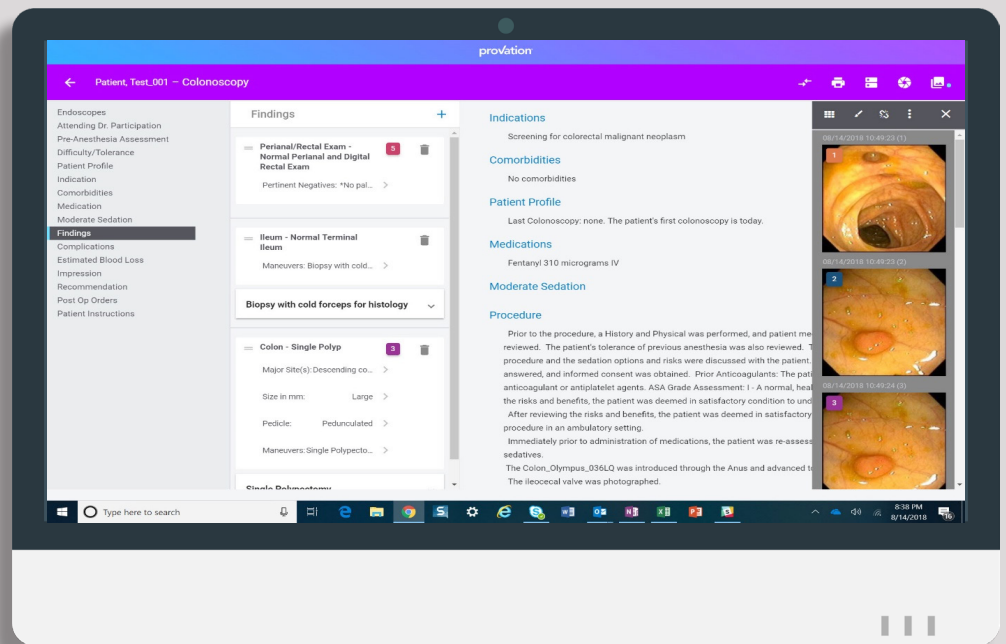 provation
Patient, Test_001 – Colonoscopy
Endoscopes
Attending Dr. Participation
Pre-Anesthesia Assessment
Difficulty/Tolerance
Patient Profile
Indication
Comorbidities
Medication
Moderate Sedation
Findings
Complications
Estimated Blood Loss
Impression
Recommendation
Post Op Orders
Patient Instructions
Findings
Perianal/Rectal Exam -
Normal Perianal and Digital
Rectal Exam
5
Pertinent Negatives: *No pal...
Ileum - Normal Terminal
Ileum
Maneuvers: Biopsy with cold...
Biopsy with cold forceps for histology
Colon - Single Polyp
3
Major Site(s): Descending co...
Size in mm: Large
Pedicle: Pedunculated
Maneuvers: Single Polypecto...
Single Polypectomy
Indications
Screening for colorectal malignant neoplasm
Comorbidities
No comorbidities
Patient Profile
Last Colonoscopy: none. The patient's first colonoscopy is today.
Medications
Fentanyl 310 micrograms IV
Moderate Sedation
Procedure
Prior to the procedure, a History and Physical was performed, and patient me
reviewed. The patient's tolerance of previous anesthesia was also reviewed. T
procedure and the sedation options and risks were discussed with the patient.
answered, and informed consent was obtained. Prior Anticoagulants: The pati
anticoagulant or antiplatelet agents. ASA Grade Assessment: I - A normal, heal
the risks and benefits, the patient was deemed in satisfactory condition to und
After reviewing the risks and benefits, the patient was deemed in satisfactory
procedure in an ambulatory setting.
Immediately prior to administration of medications, the patient was re-assess
sedatives.
The Colon_Olympus_036LQ was introduced through the Anus and advanced t
The ileocecal valve was photographed.
08/14/2018 10:49:23 (1)
1
08/14/2018 10:49:23 (2)
2
08/14/2018 10:49:24 (3)
3
Type here to search
8:38 PM
8/14/2018
16